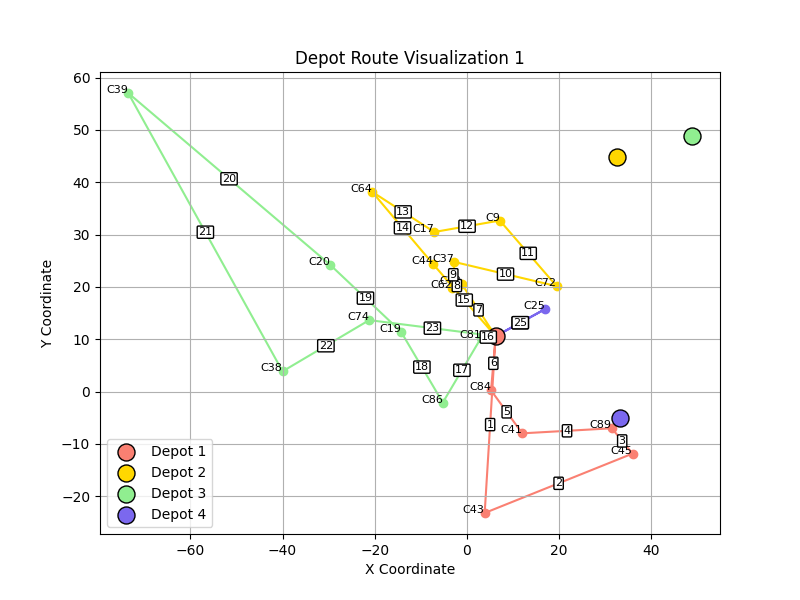 Depot Route Visualization 1
Y Coordinate
60
50
40
30
20
10
0
−10
−20
C39
20
C64
13
C17
12
C9
14
21
11
C44
C37
C20
9
10
C72
C62
8
19
15
7
C25
C74
23
C19
C81
16
25
22
6
C38
18
17
C84
C86
5
1
C41
4
C89
3
C45
2
C43
Depot 1
Depot 2
Depot 3
Depot 4
−60
−40
−20
0
20
40
X Coordinate